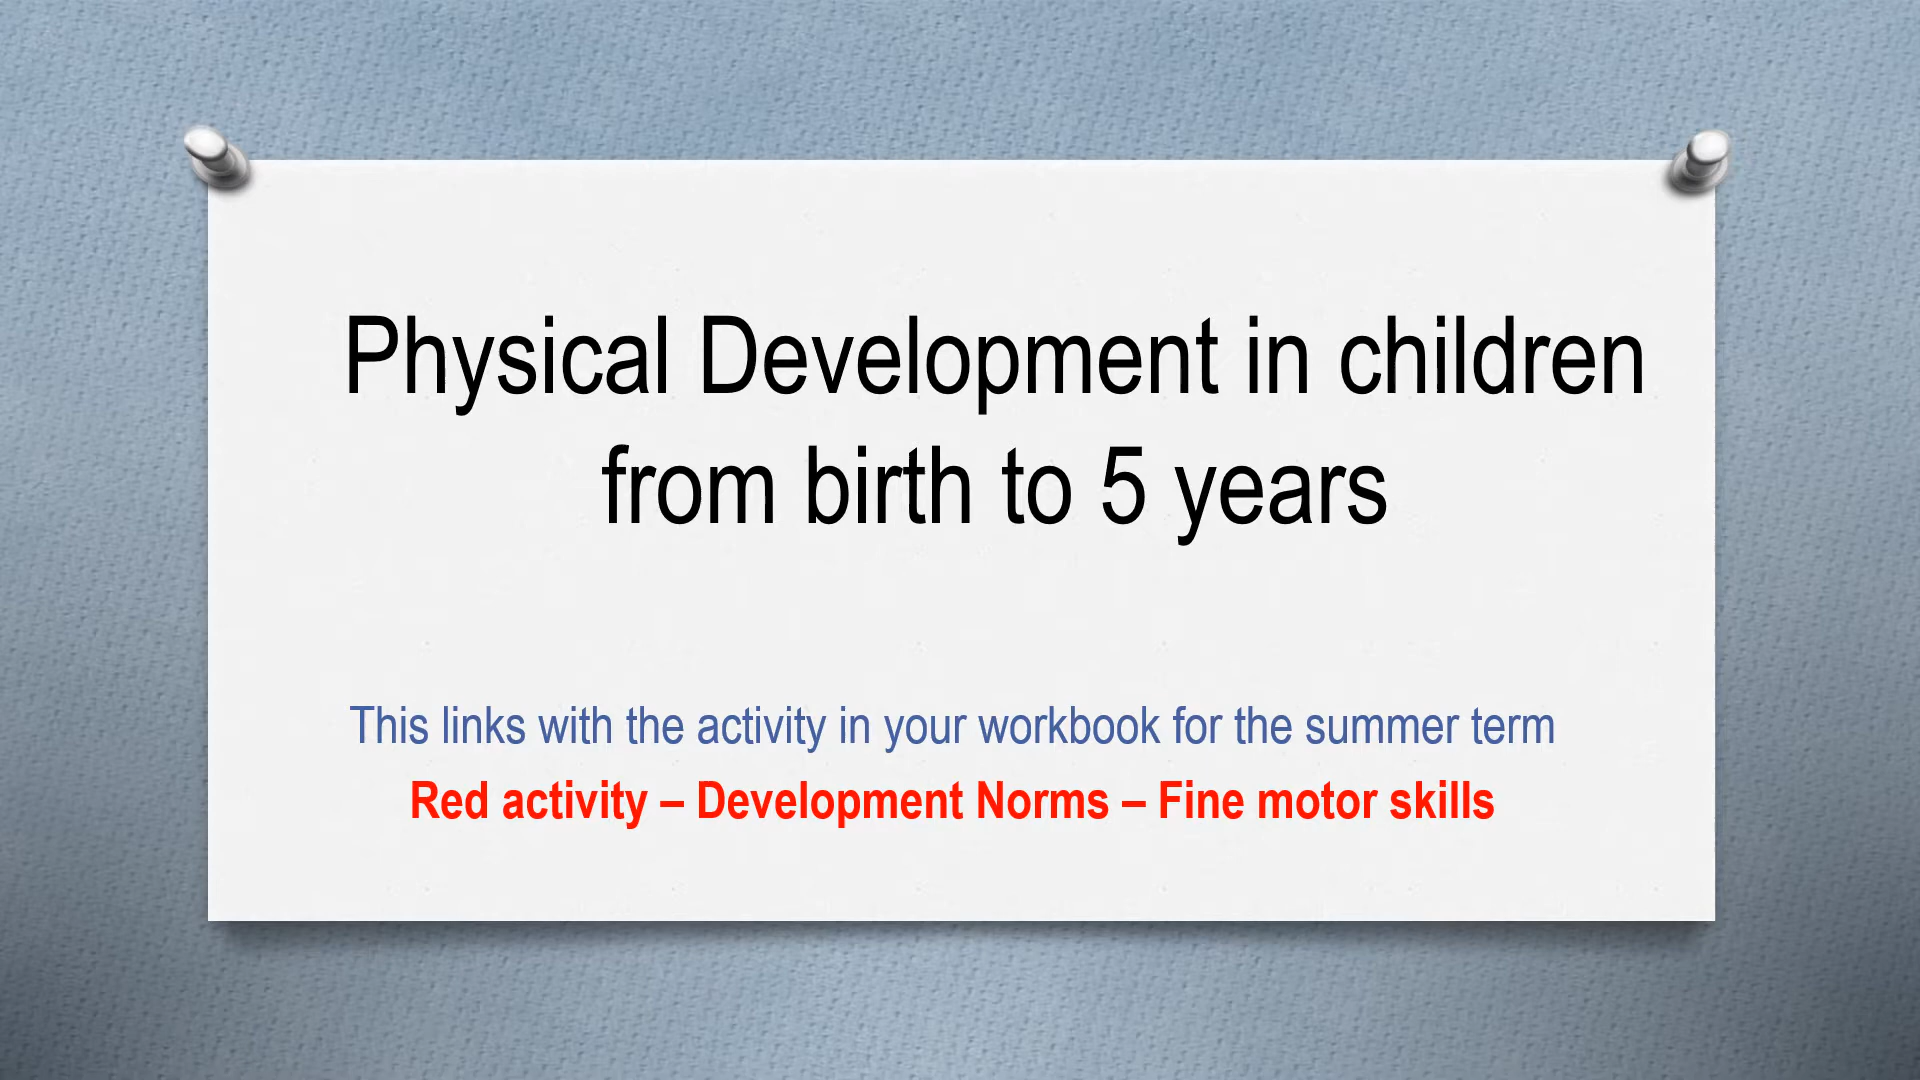 Physical Development in children
from birth to 5 years
This links with the activity in your workbook for the summer term
Red activity – Development Norms – Fine motor skills